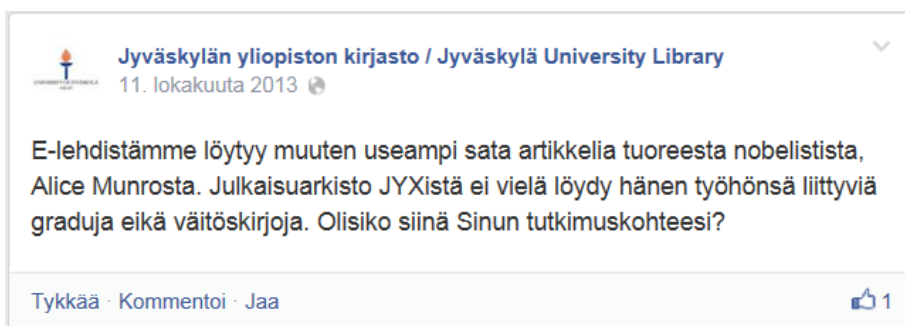 Jyväskylän yliopiston kirjasto / Jyväskylä University Library
11. lokakuuta 2013
E-lehdistämme löytyy muuten useampi sata artikkelia tuoreesta nobelistista,
Alice Munrosta. Julkaisuarkisto JYXistä ei vielä löydy hänen työhönsä liittyviä
graduja eikä väitöskirjoja. Olisiko siinä Sinun tutkimuskohteesi?
Tykkää · Kommentoi · Jaa
1